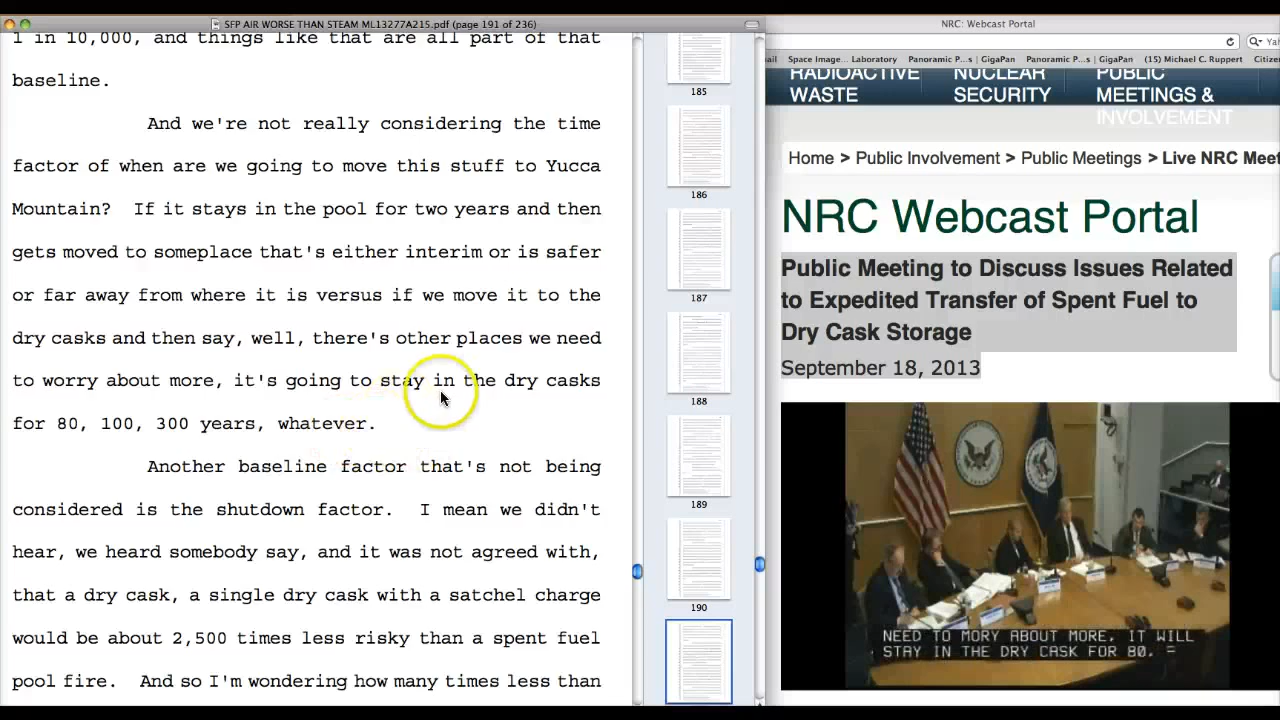 SFP AIR WORSE THAN STEAM ML13277A215.pdf (page 191 of 236)
1 in 10,000, and things like that are all part of that
baseline.
And we're not really considering the time
factor of when are we going to move this stuff to Yucca
Mountain? If it stays in the pool for two years and then
gets moved to someplace that's either interim or is safer
or far away from where it is versus if we move it to the
dry casks and then say, well, there's other places we need
to worry about more, it's going to stay in the dry casks
for 80, 100, 300 years, whatever.
Another baseline factor that's not being
considered is the shutdown factor. I mean we didn't
hear, we heard somebody say, and it was not agreed with,
that a dry cask, a single dry cask with a satchel charge
would be about 2,500 times less risky than a spent fuel
pool fire. And so I'm wondering how many times less than
185
186
187
188
189
190
NRC: Webcast Portal
Ya
ail Space Image... Laboratory Panoramic P...s | GigaPan Panoramic P...s | GigaPan (15) Michael C. Ruppert Citize
RADIOACTIVE WASTE
NUCLEAR SECURITY
PUBLIC MEETINGS & INVOLVEMENT
Home > Public Involvement > Public Meetings > Live NRC Meet
NRC Webcast Portal
Public Meeting to Discuss Issues Related
to Expedited Transfer of Spent Fuel to
Dry Cask Storage
September 18, 2013
NEED TO MORY ABOUT MORE, IT WILL
STAY IN THE DRY CASK FOR 80, =